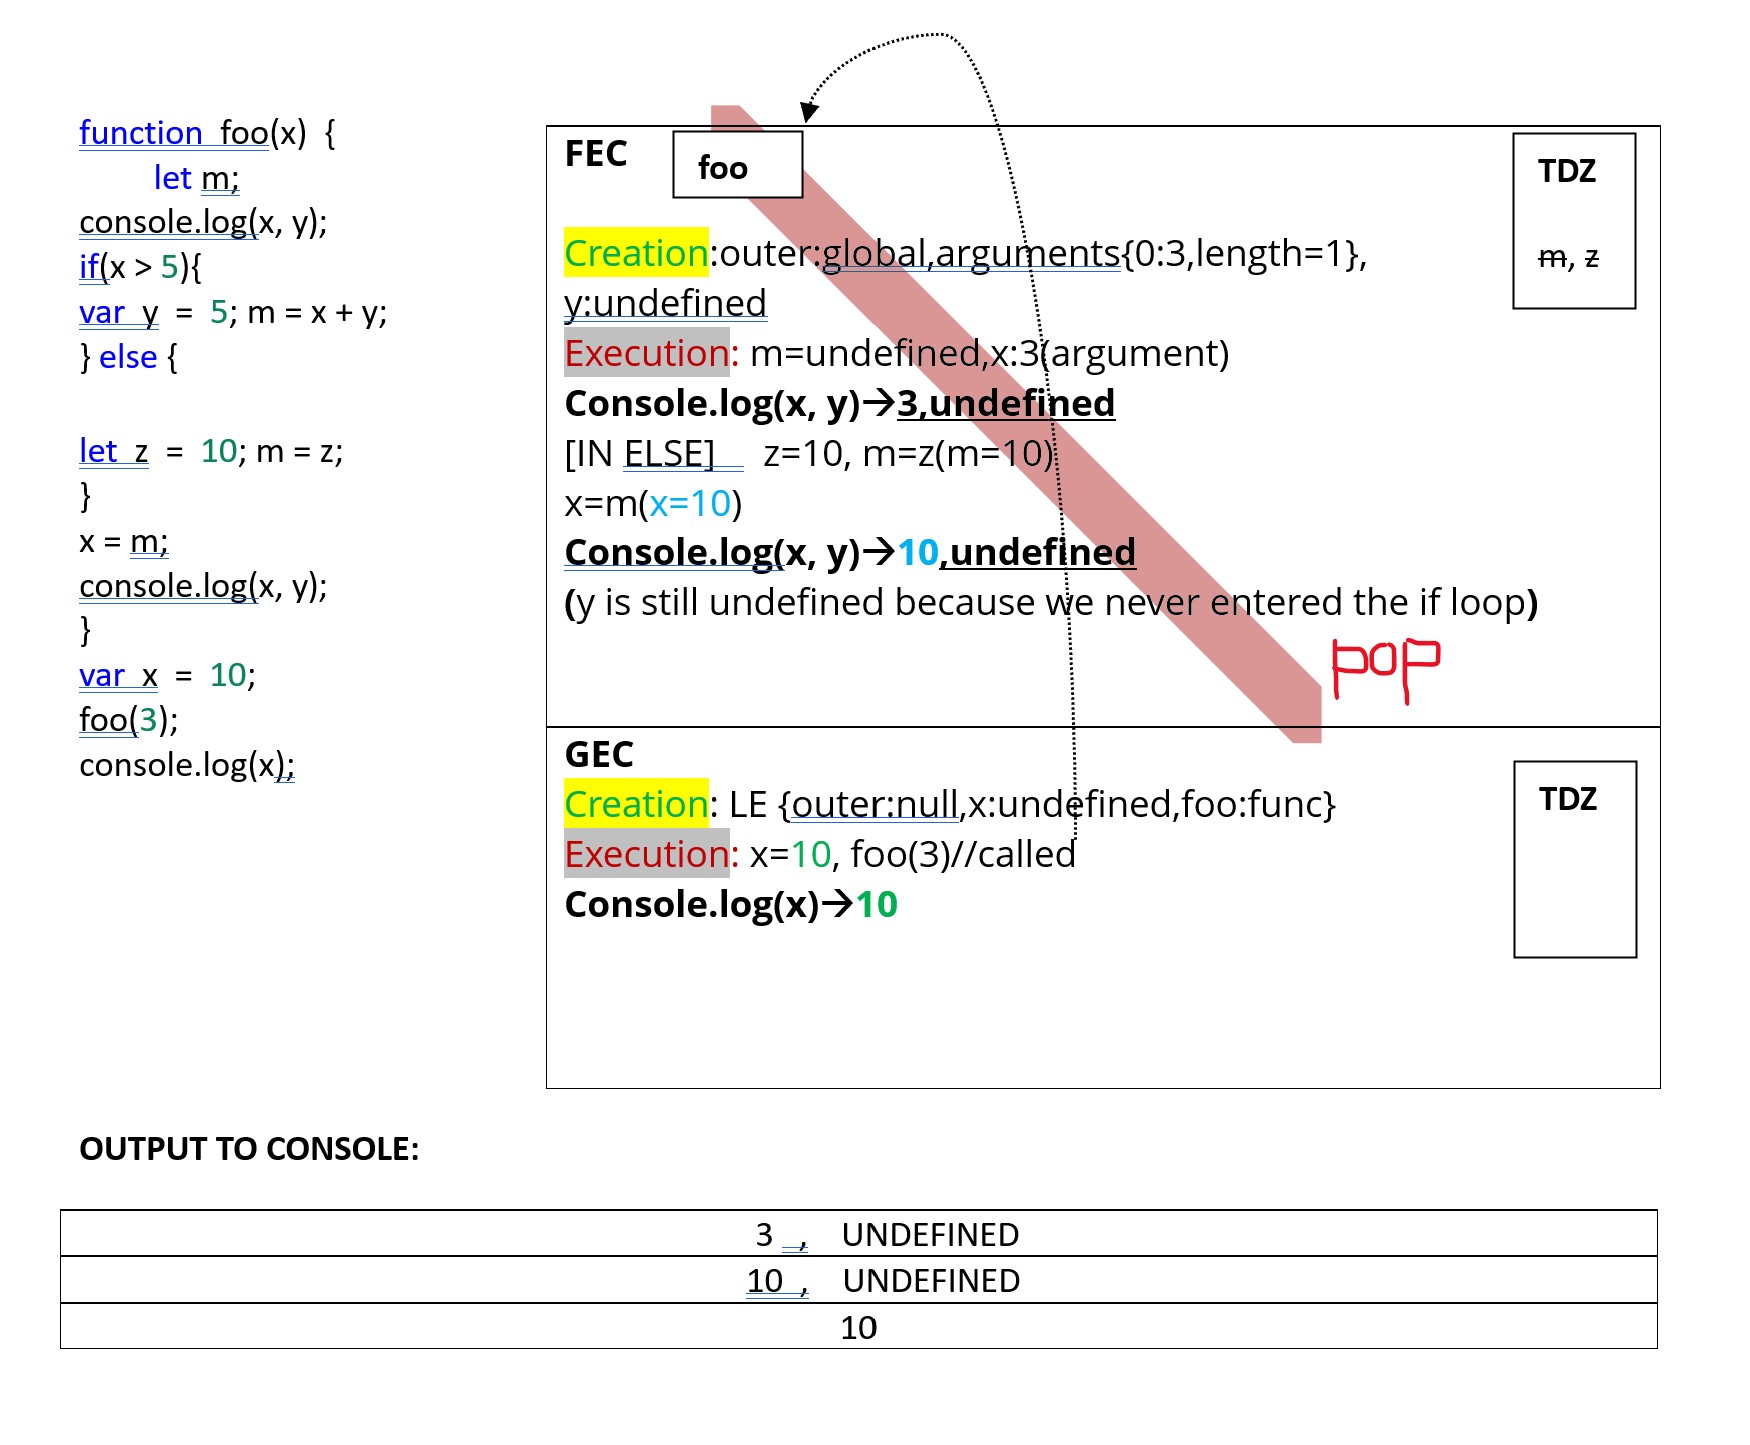 function foo(x) {
let m;
console.log(x, y);
if(x > 5){
var y = 5; m = x + y;
} else {
let z = 10; m = z;
}
x = m;
console.log(x, y);
}
var x = 10;
foo(3);
console.log(x);
FEC
foo
TDZ
m, z
Creation:outer:global,arguments{0:3,length=1},
y:undefined
Execution: m=undefined,x:3(argument)
Console.log(x, y)→3,undefined
[IN ELSE] z=10, m=z(m=10)
x=m(x=10)
Console.log(x, y)→10,undefined
(y is still undefined because we never entered the if loop)
POP
GEC
TDZ
Creation: LE {outer:null,x:undefined,foo:func}
Execution: x=10, foo(3)//called
Console.log(x)→10
OUTPUT TO CONSOLE:
3 , UNDEFINED
10 , UNDEFINED
10